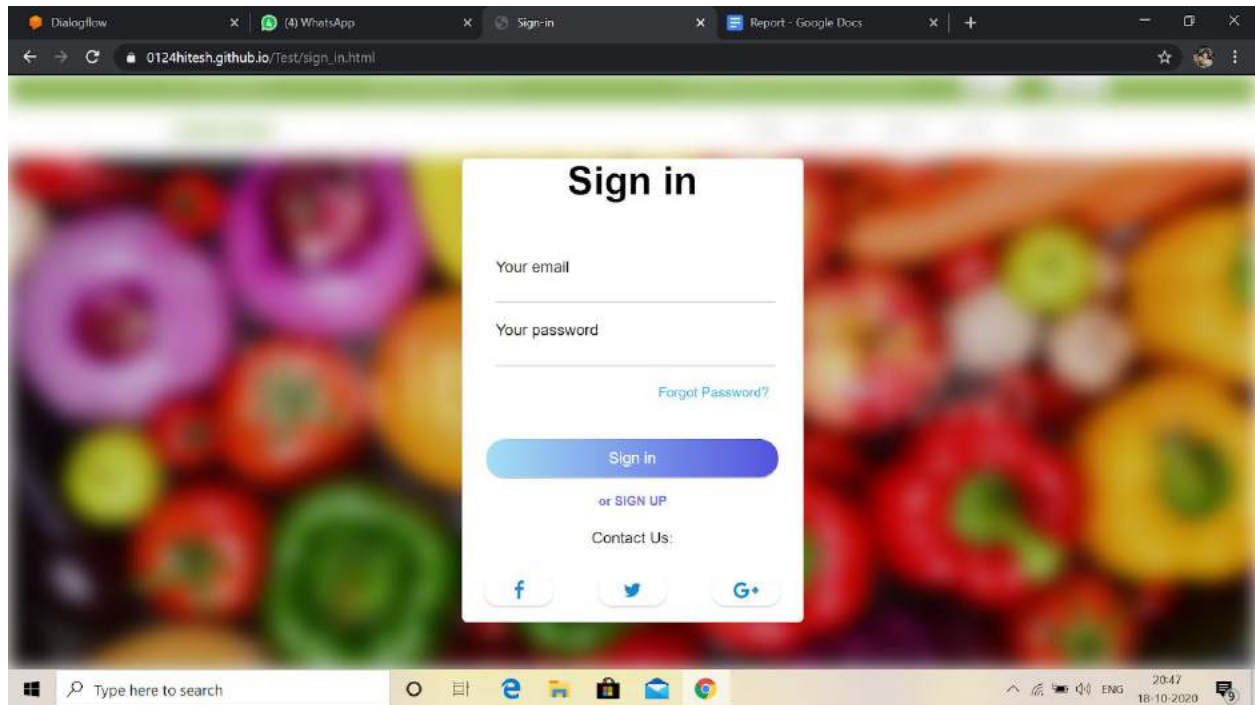 Dialogflow (4) WhatsApp Sign-in Report - Google Docs
0124hitesh.github.io/Test/sign_in.html
Sign in
Your email
Your password
Forgot Password?
Sign in
or SIGN UP
Contact Us:
f G+
Type here to search ENG 20:47
18-10-2020 9